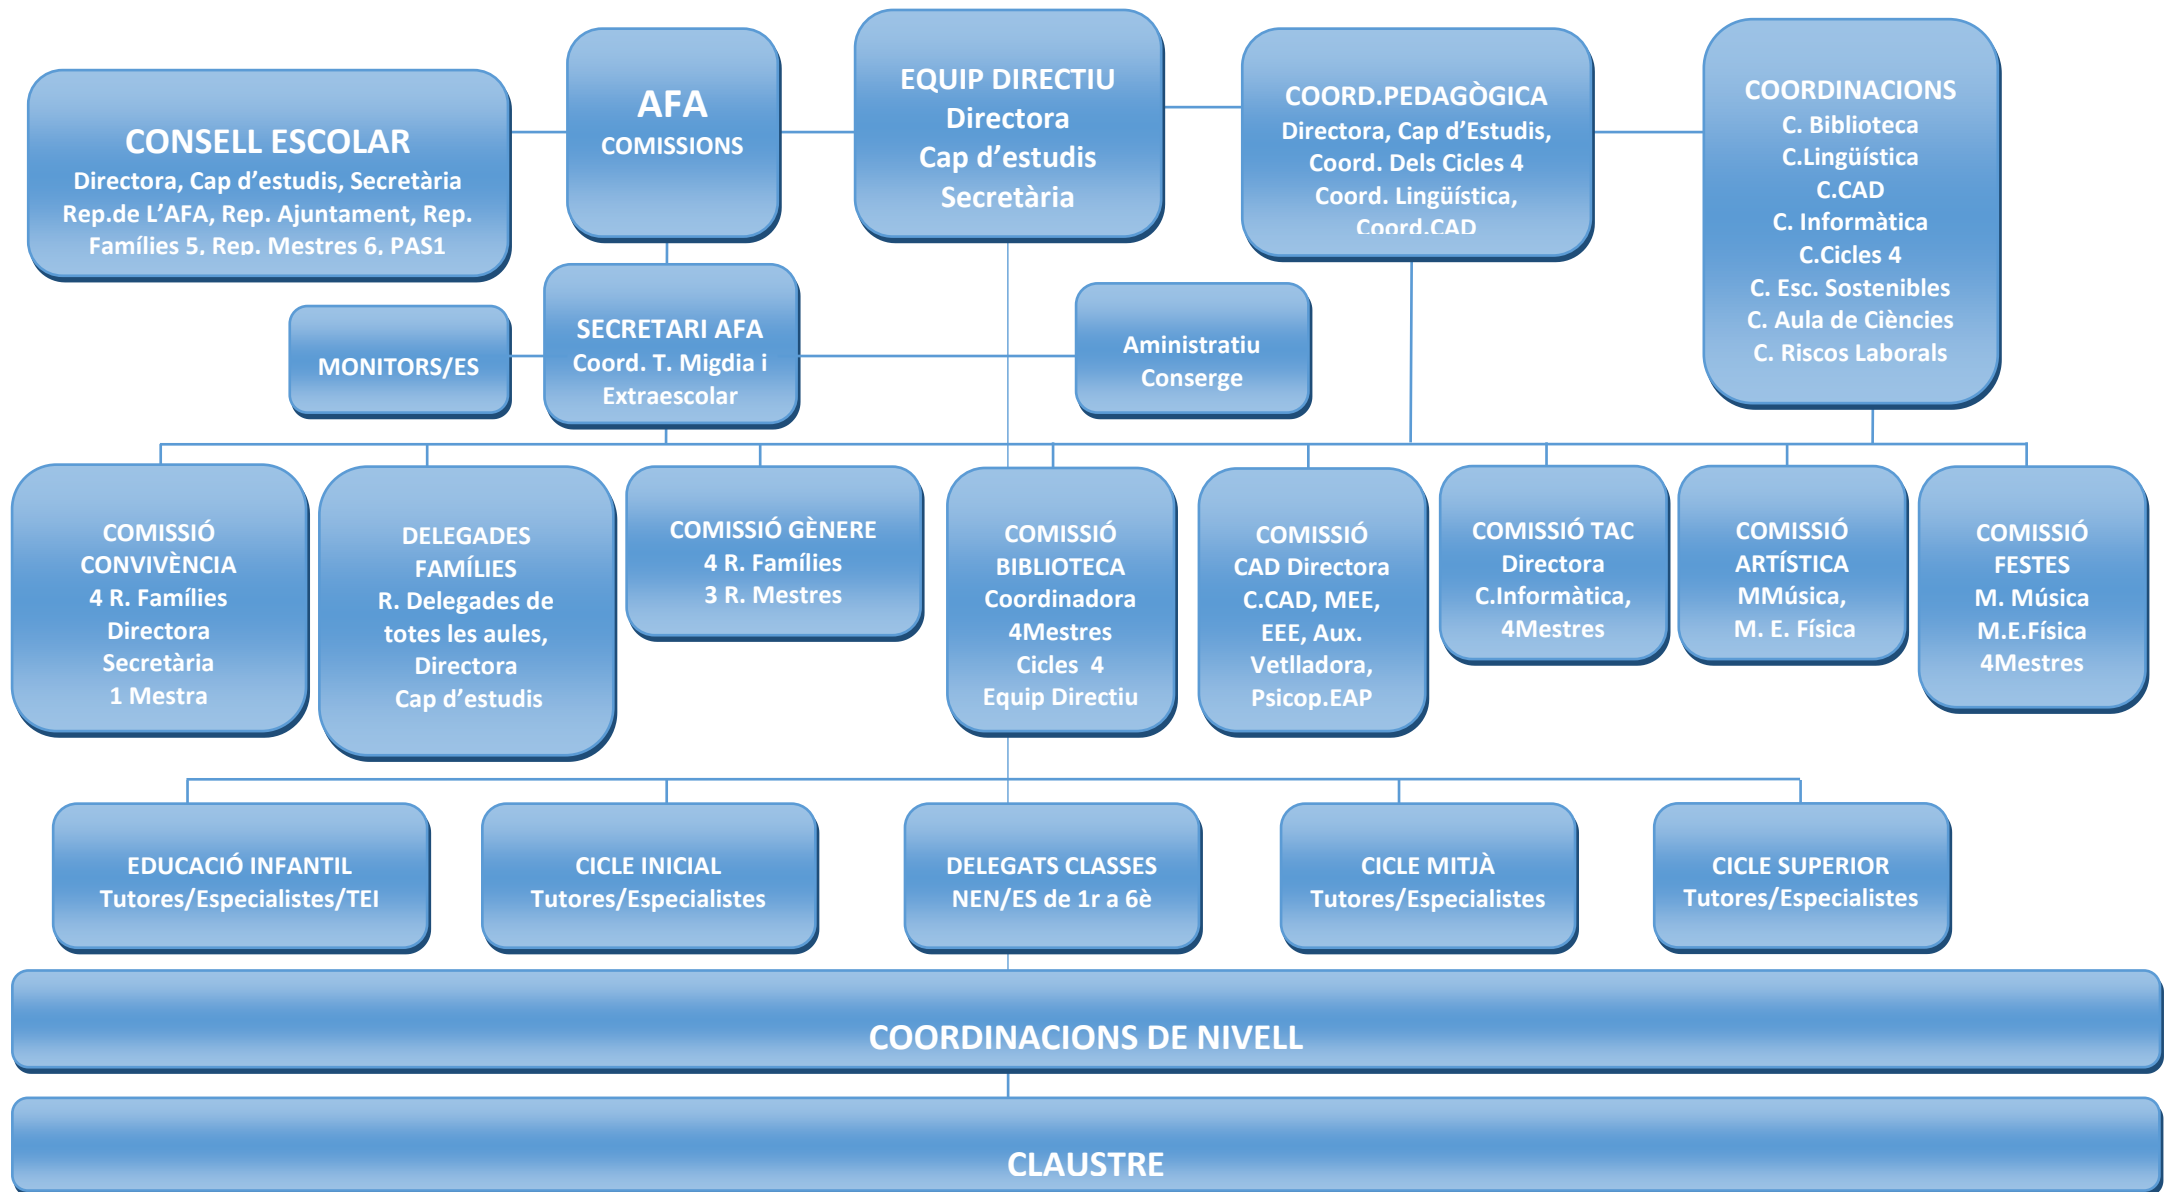 CONSELL ESCOLAR
Directora, Cap d'estudis, Secretària
Rep.de L'AFA, Rep. Ajuntament, Rep.
Famílies 5, Rep. Mestres 6, PAS1
AFA
COMISSIONS
EQUIP DIRECTIU
Directora
Cap d'estudis
Secretària
COORD.PEDAGÒGICA
Directora, Cap d'Estudis,
Coord. Dels Cicles 4
Coord. Lingüística,
Coord.CAD
COORDINACIONS
C. Biblioteca
C.Lingüística
C.CAD
C. Informàtica
C.Cicles 4
C. Esc. Sostenibles
C. Aula de Ciències
C. Riscos Laborals
MONITORS/ES
SECRETARI AFA
Coord. T. Migdia i
Extraescolar
Aministratiu
Conserge
COMISSIÓ
CONVIVÈNCIA
4 R. Famílies
Directora
Secretària
1 Mestra
DELEGADES
FAMÍLIES
R. Delegades de
totes les aules,
Directora
Cap d'estudis
COMISSIÓ GÈNERE
4 R. Famílies
3 R. Mestres
COMISSIÓ
BIBLIOTECA
Coordinadora
4Mestres
Cicles 4
Equip Directiu
COMISSIÓ
CAD Directora
C.CAD, MEE,
EEE, Aux.
Vetlladora,
Psicop.EAP
COMISSIÓ TAC
Directora
C.Informàtica,
4Mestres
COMISSIÓ
ARTÍSTICA
MMúsica,
M. E. Física
COMISSIÓ
FESTES
M. Música
M.E.Física
4Mestres
EDUCACIÓ INFANTIL
Tutores/Especialistes/TEI
CICLE INICIAL
Tutores/Especialistes
DELEGATS CLASSES
NEN/ES de 1r a 6è
CICLE MITJÀ
Tutores/Especialistes
CICLE SUPERIOR
Tutores/Especialistes
COORDINACIONS DE NIVELL
CLAUSTRE